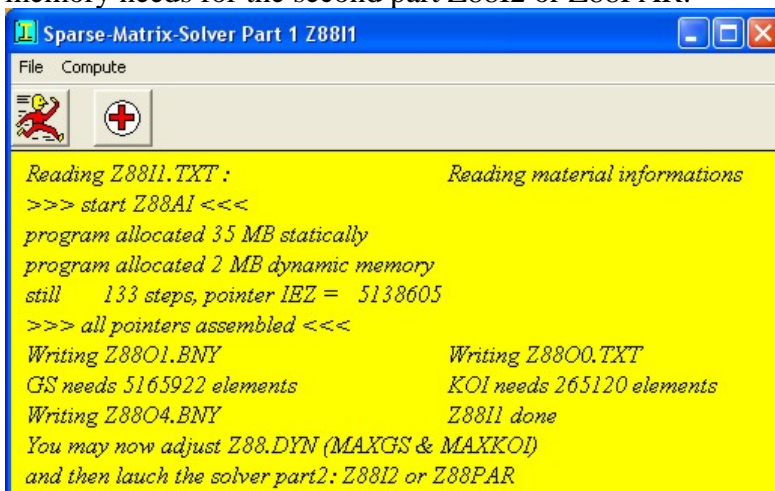 memory needs for the second part Z88I2 or Z88PAR.
Sparse-Matrix-Solver Part 1 Z88I1
File Compute
Reading Z88I1.TXT : Reading material informations
>>> start Z88AI <<<
program allocated 35 MB statically
program allocated 2 MB dynamic memory
still 133 steps, pointer IEZ = 5138605
>>> all pointers assembled <<<
Writing Z88O1.BNY Writing Z88O0.TXT
GS needs 5165922 elements KOI needs 265120 elements
Writing Z88O4.BNY Z88I1 done
You may now adjust Z88.DYN (MAXGS & MAXKOI)
and then lauch the solver part2: Z88I2 or Z88PAR